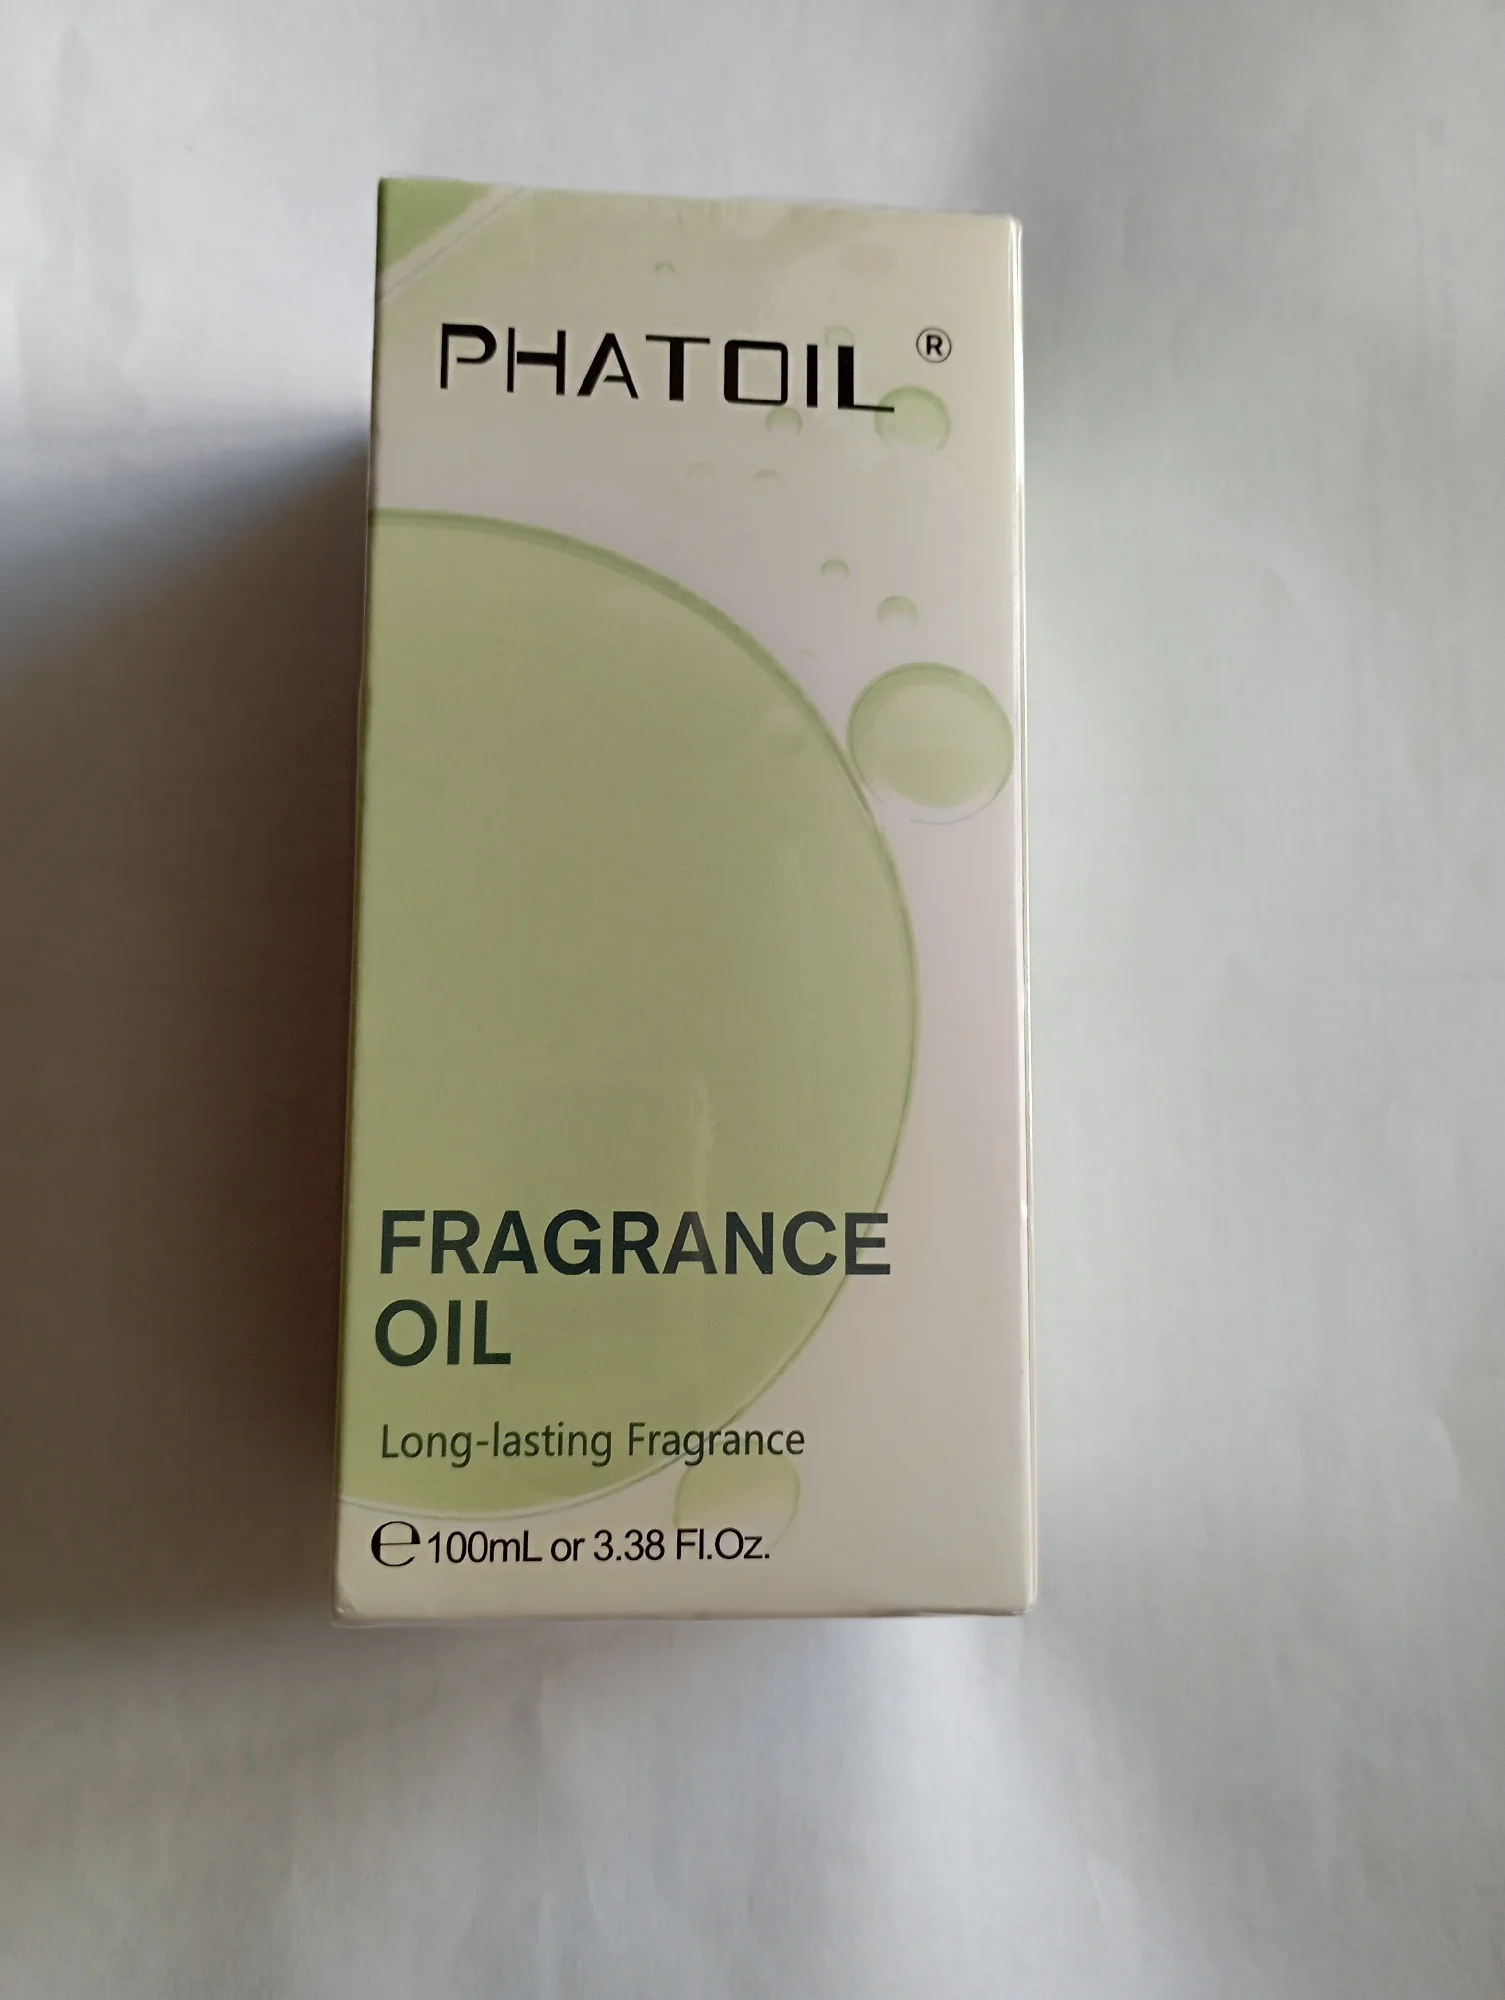 PHATOIL ®
FRAGRANCE
OIL
Long-lasting Fragrance
℮100mL or 3.38 Fl.Oz.